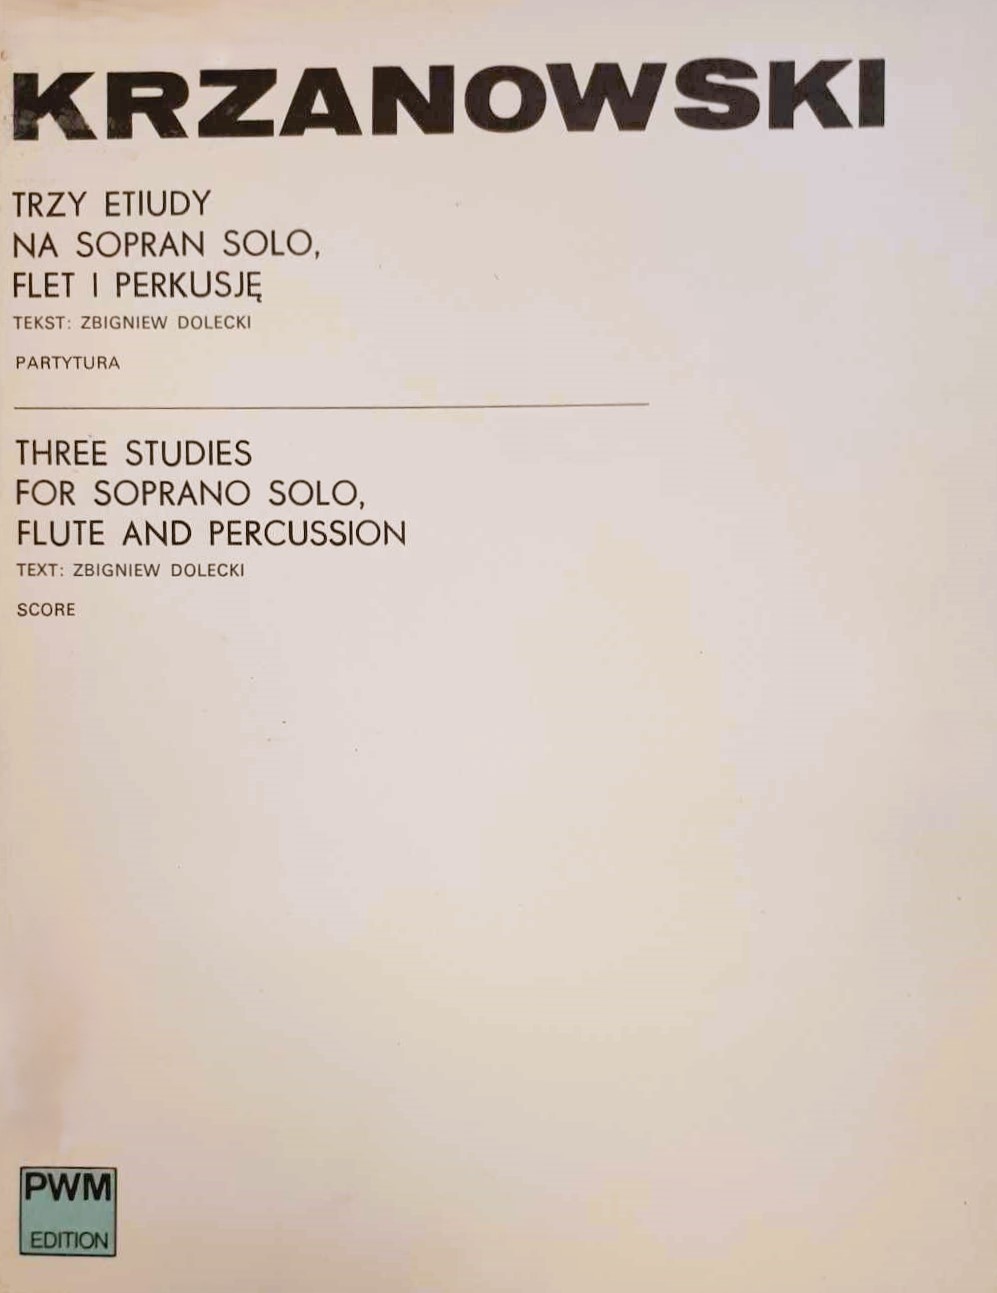 KRZANOWSKI
TRZY ETIUDY
NA SOPRAN SOLO,
FLET I PERKUSJĘ
TEKST: ZBIGNIEW DOLECKI
PARTYTURA
THREE STUDIES
FOR SOPRANO SOLO,
FLUTE AND PERCUSSION
TEXT: ZBIGNIEW DOLECKI
SCORE
PWM
EDITION